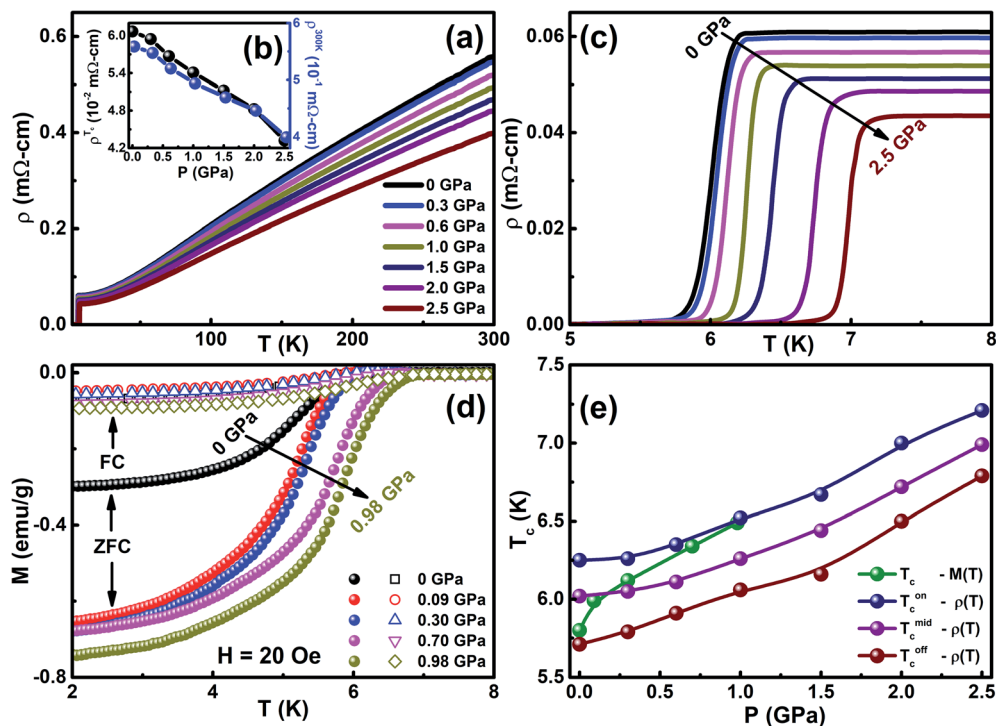 (a)
ρ (mΩ-cm)
0.6
0.4
0.2
0.0
100
200
300
T (K)
0 GPa
0.3 GPa
0.6 GPa
1.0 GPa
1.5 GPa
2.0 GPa
2.5 GPa
(b)
ρ^Tc (10⁻² mΩ-cm)
6.0
5.4
4.8
4.2
ρ^300K (10⁻¹ mΩ-cm)
6
5
4
0.0 0.5 1.0 1.5 2.0 2.5
P (GPa)
(c)
ρ (mΩ-cm)
0.06
0.04
0.02
0.00
0 GPa
2.5 GPa
5 6 7 8
T (K)
(d)
M (emu/g)
0.0
-0.4
-0.8
FC
ZFC
0 GPa
0.98 GPa
0 GPa
0.09 GPa
0.30 GPa
0.70 GPa
0.98 GPa
H = 20 Oe
2 4 6 8
T (K)
(e)
T_c (K)
7.0
6.5
6.0
5.5
T_c - M(T)
T_c^on - ρ(T)
T_c^mid - ρ(T)
T_c^off - ρ(T)
0.0 0.5 1.0 1.5 2.0 2.5
P (GPa)